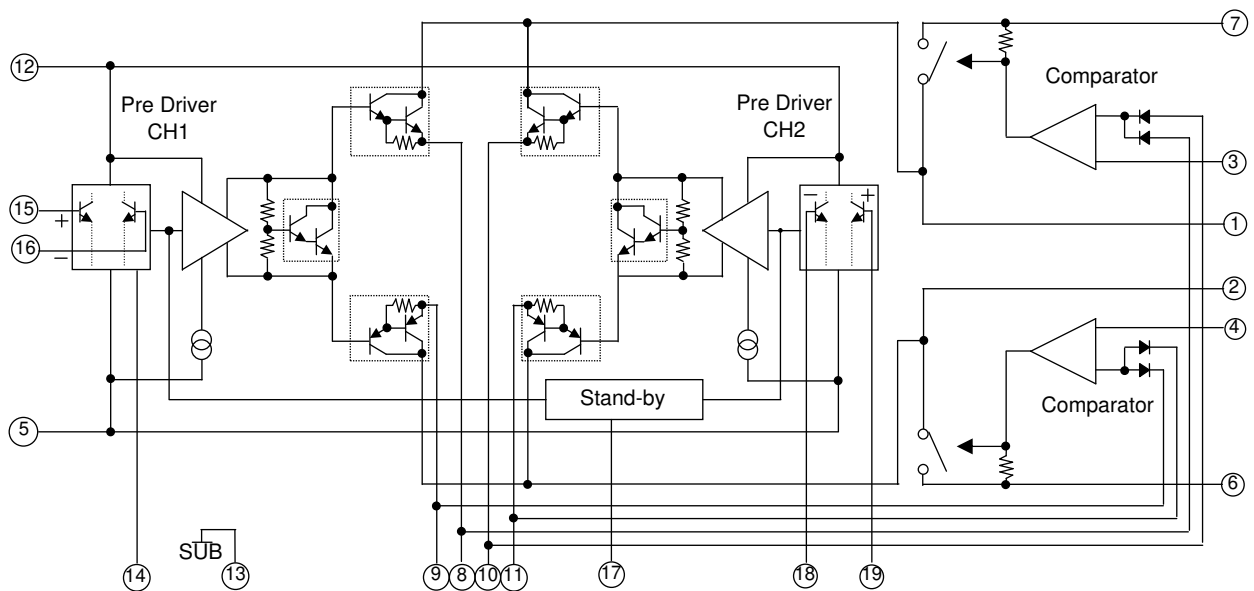 7
12
Comparator
Pre Driver
CH1
Pre Driver
CH2
3
15
+
16
−
− +
1
2
4
Stand-by
Comparator
5
6
SUB
14
13
9
8
10
11
17
18
19